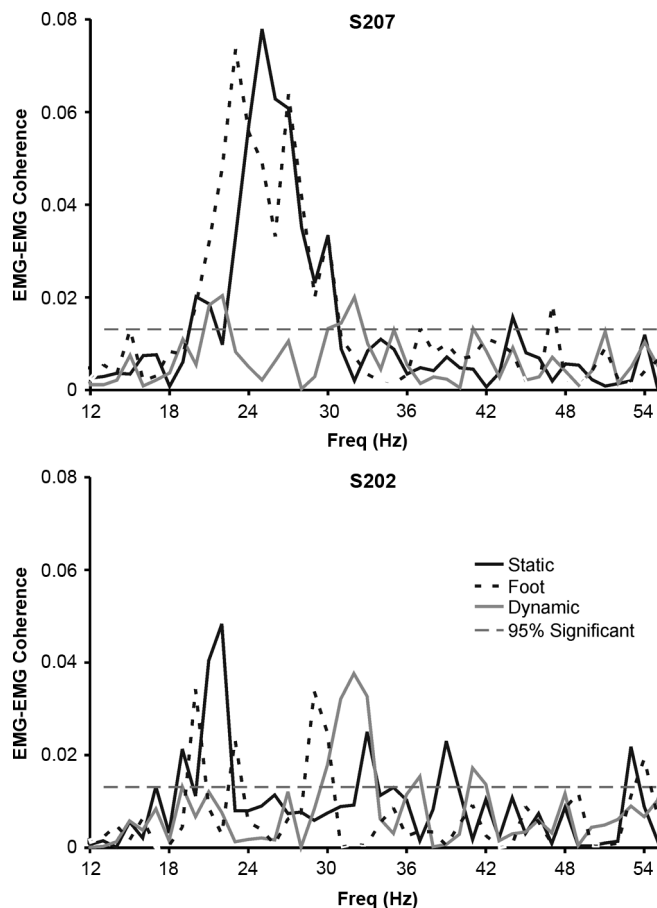 S207
EMG-EMG Coherence
0.08
0.06
0.04
0.02
0
12 18 24 30 36 42 48 54
Freq (Hz)
S202
EMG-EMG Coherence
0.08
0.06
0.04
0.02
0
Static
Foot
Dynamic
95% Significant
12 18 24 30 36 42 48 54
Freq (Hz)